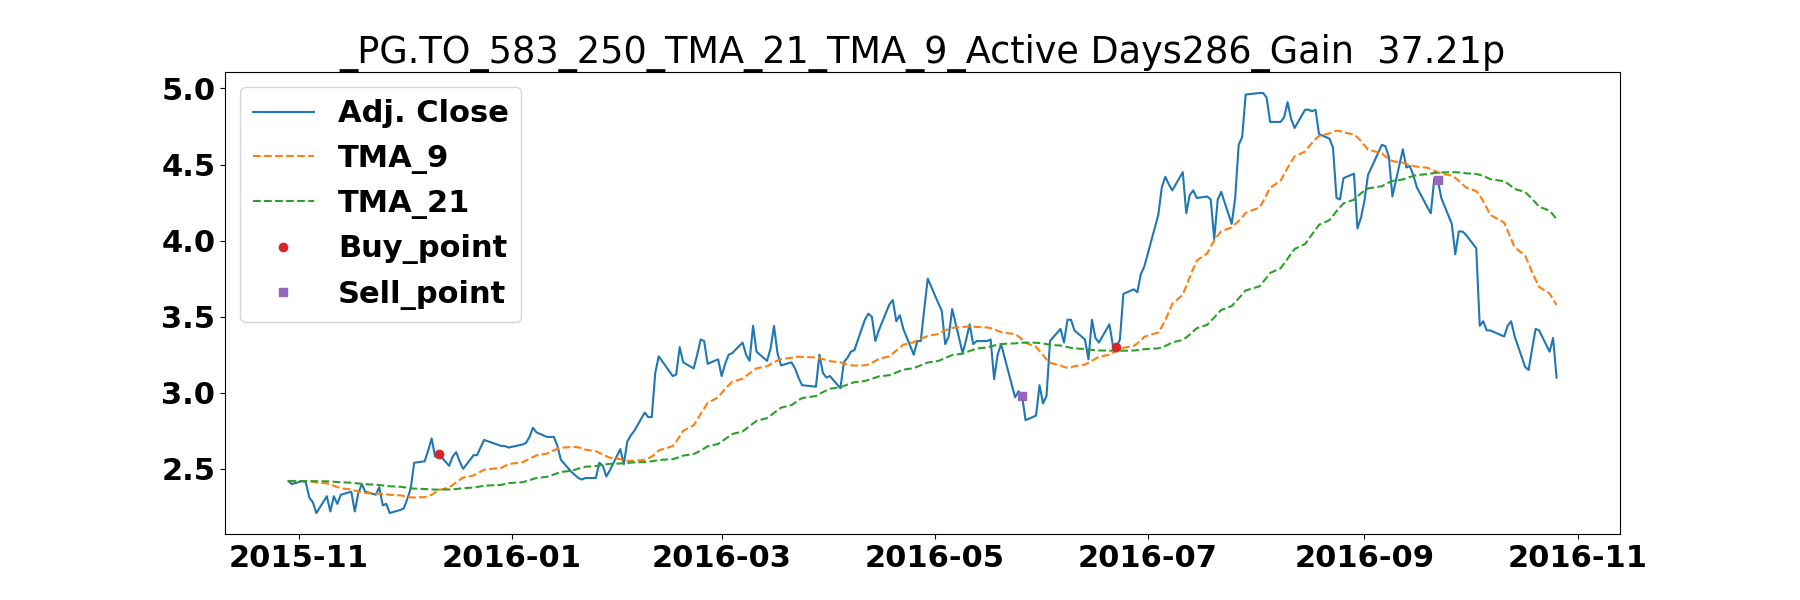 _PG.TO_583_250_TMA_21_TMA_9_Active Days286_Gain  37.21p
5.0
4.5
4.0
3.5
3.0
2.5
Adj. Close
TMA_9
TMA_21
Buy_point
Sell_point
2015-11 2016-01 2016-03 2016-05 2016-07 2016-09 2016-11